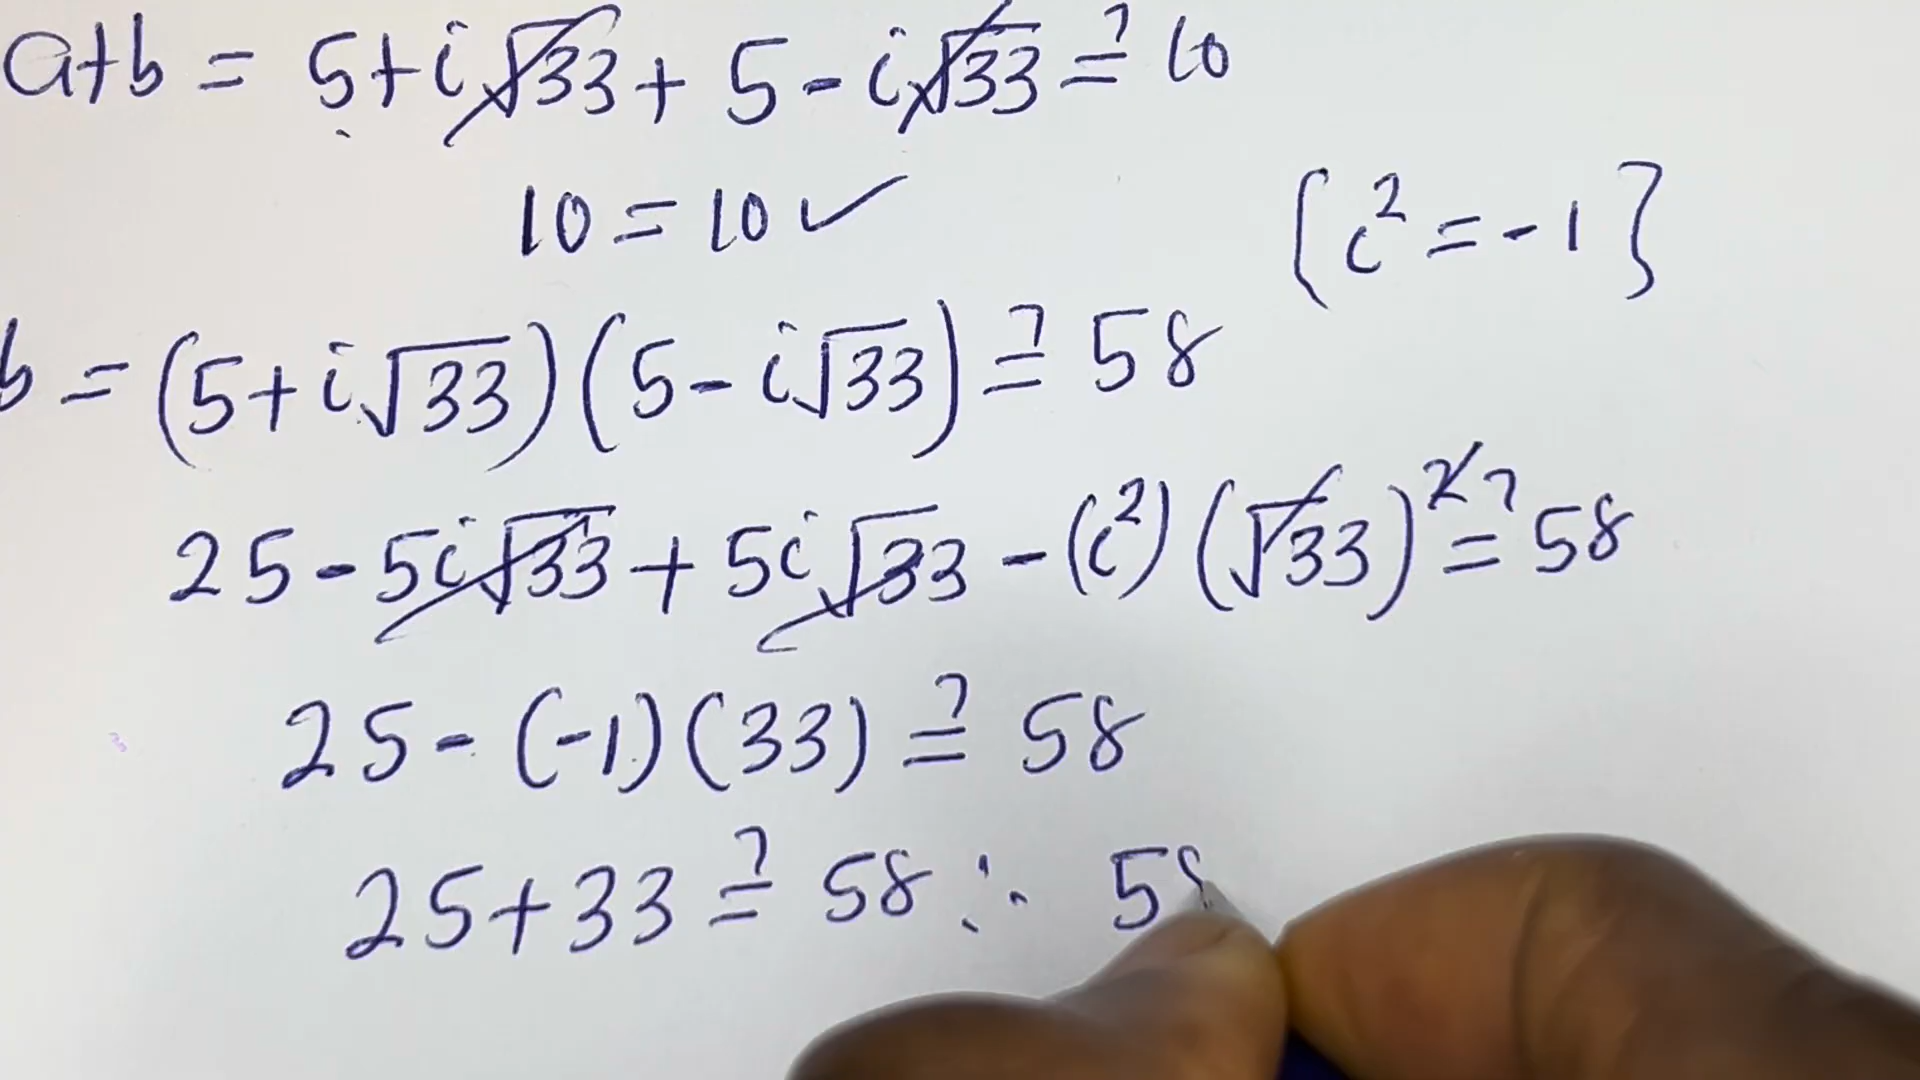 a+b = 5+i√33 + 5 - i√33 ≟ 10
10 = 10 ✓
{i² = -1}
b = (5+i√33)(5-i√33) ≟ 58
25 - 5i√33 + 5i√33 - (i²)(√33)² ≟ 58
25 - (-1)(33) ≟ 58
25+33 ≟ 58 ∴ 58